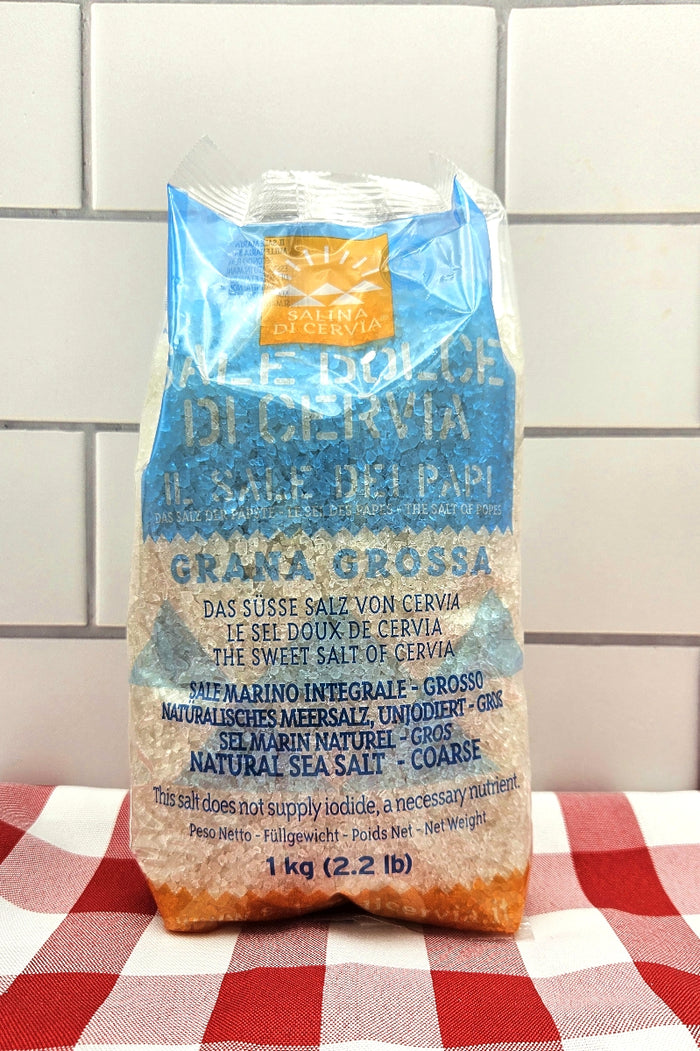 SALINA
DI CERVIA
SALE DOLCE
DI CERVIA
IL SALE DEI PAPI
DAS SALZ DER PÄPSTE - LE SEL DES PAPES - THE SALT OF POPES
GRANA GROSSA
DAS SÜSSE SALZ VON CERVIA
LE SEL DOUX DE CERVIA
THE SWEET SALT OF CERVIA
SALE MARINO INTEGRALE - GROSSO
NATÜRALISCHES MEERSALZ, UNJODIERT - GROS
SEL MARIN NATUREL - GROS
NATURAL SEA SALT - COARSE
This salt does not supply iodide, a necessary nutrient.
Peso Netto - Füllgewicht - Poids Net - Net Weight
1 kg (2.2 lb)